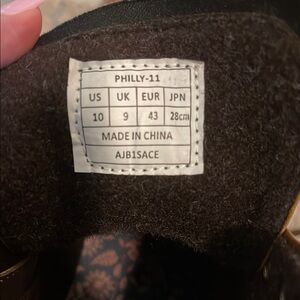 PHILLY-11
US UK EUR JPN
10 9 43 28cm
MADE IN CHINA
AJB1SACE